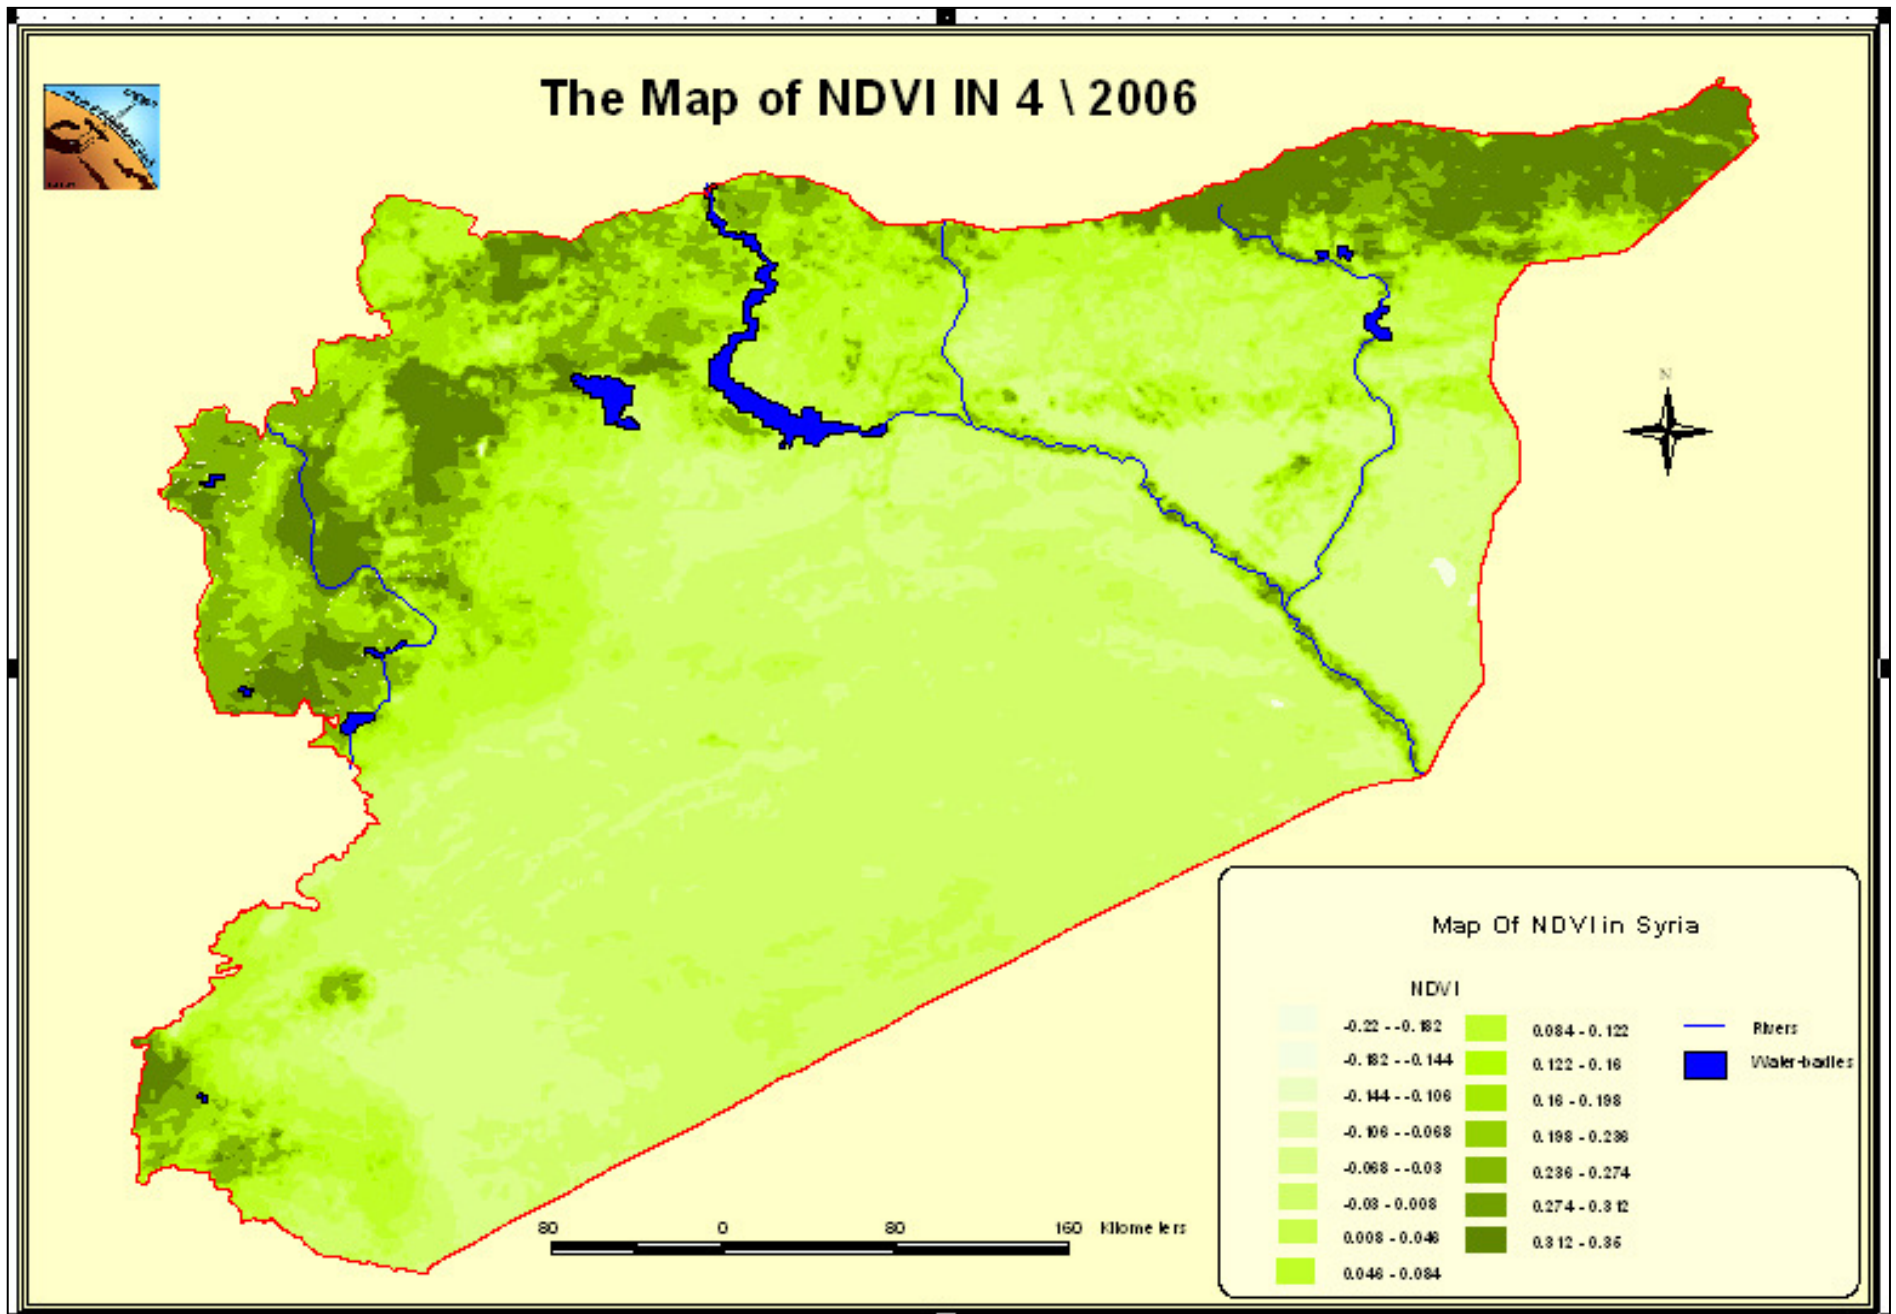 The Map of NDVI IN 4 \ 2006
N
Map Of NDVI in Syria
NDVI
-0.22 - -0.182
-0.182 - -0.144
-0.144 - -0.106
-0.106 - -0.068
-0.068 - -0.03
-0.03 - 0.008
0.008 - 0.046
0.046 - 0.084
0.084 - 0.122
0.122 - 0.16
0.16 - 0.198
0.198 - 0.236
0.236 - 0.274
0.274 - 0.312
0.312 - 0.35
Rivers
Water-badies
80 0 80 160 Kilometers